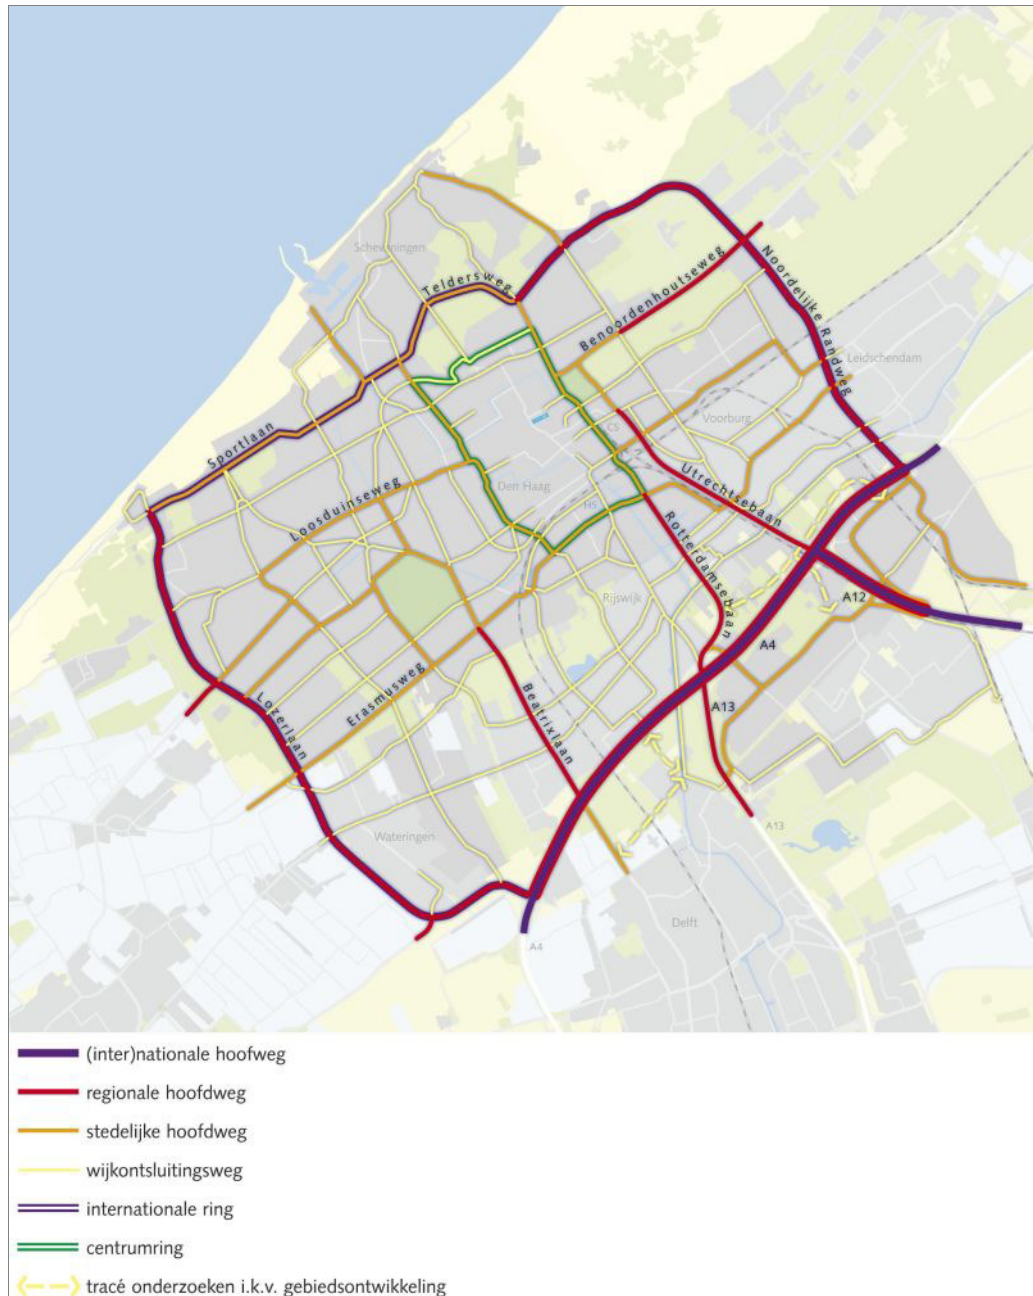 Scheveningen
Teldersweg
Benoordenhoutseweg
Noordelijke Randweg
Leidschendam
Voorburg
Sportlaan
CS
Den Haag
Loosduinseweg
HS
Utrechtsebaan
Rotterdamsebaan
Rijswijk
A12
A4
Erasmusweg
Lozerlaan
Beatrixlaan
A13
Wateringen
A13
Delft
A4
(inter)nationale hoofweg
regionale hoofdweg
stedelijke hoofdweg
wijkontsluitingsweg
internationale ring
centrumring
tracé onderzoeken i.k.v. gebiedsontwikkeling